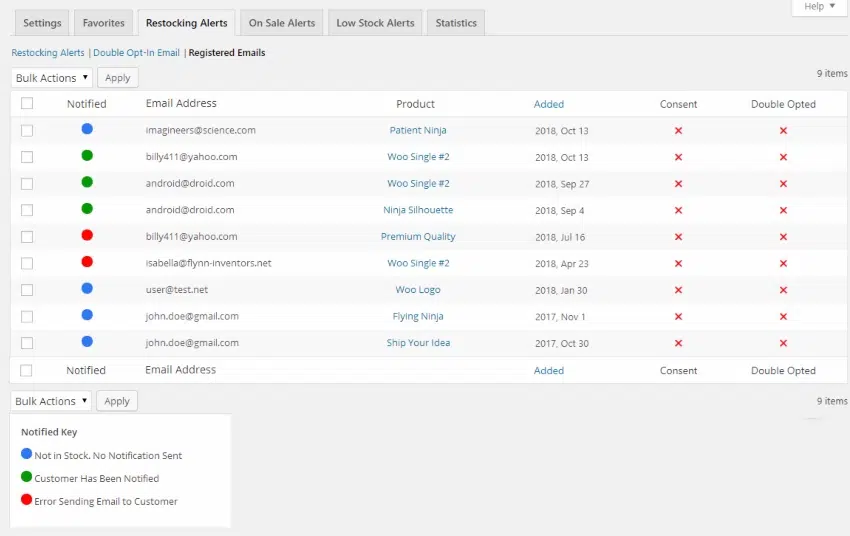 Help ▼
Settings Favorites Restocking Alerts On Sale Alerts Low Stock Alerts Statistics
Restocking Alerts | Double Opt-In Email | Registered Emails
Bulk Actions ▼ Apply 9 items
Notified Email Address Product Added Consent Double Opted
imagineers@science.com Patient Ninja 2018, Oct 13 × ×
billy411@yahoo.com Woo Single #2 2018, Oct 13 × ×
android@droid.com Woo Single #2 2018, Sep 27 × ×
android@droid.com Ninja Silhouette 2018, Sep 4 × ×
billy411@yahoo.com Premium Quality 2018, Jul 16 × ×
isabella@flynn-inventors.net Woo Single #2 2018, Apr 23 × ×
user@test.net Woo Logo 2018, Jan 30 × ×
john.doe@gmail.com Flying Ninja 2017, Nov 1 × ×
john.doe@gmail.com Ship Your Idea 2017, Oct 30 × ×
Notified Email Address Added Consent Double Opted
Bulk Actions ▼ Apply 9 items
Notified Key
Not in Stock. No Notification Sent
Customer Has Been Notified
Error Sending Email to Customer